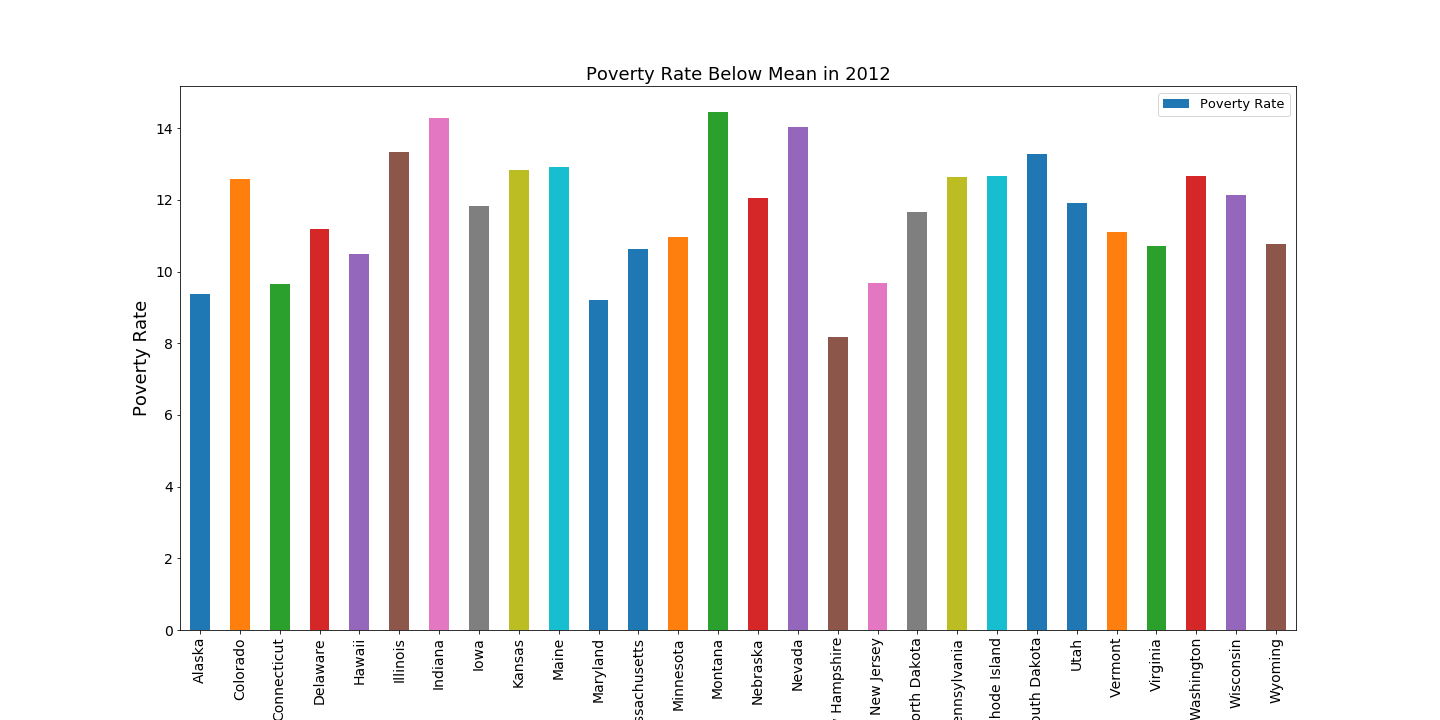 Poverty Rate Below Mean in 2012
Poverty Rate
Poverty Rate
14
12
10
8
6
4
2
0
Alaska
Colorado
Connecticut
Delaware
Hawaii
Illinois
Indiana
Iowa
Kansas
Maine
Maryland
ssachusetts
Minnesota
Montana
Nebraska
Nevada
Hampshire
New Jersey
orth Dakota
ennsylvania
hode Island
outh Dakota
Utah
Vermont
Virginia
Washington
Wisconsin
Wyoming